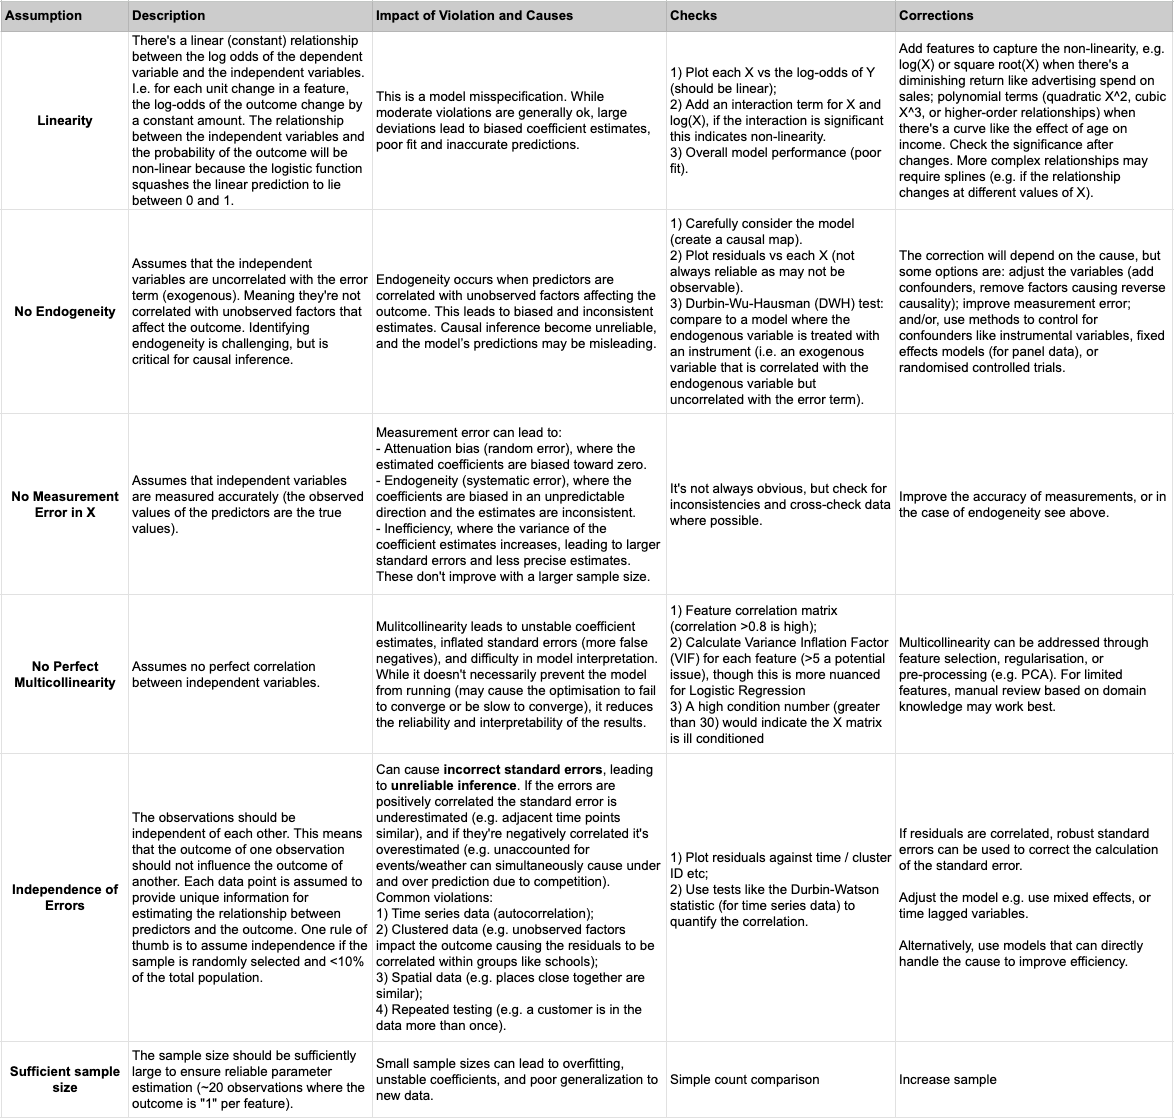 Assumption
Description
Impact of Violation and Causes
Checks
Corrections
Linearity
There's a linear (constant) relationship
between the log odds of the dependent
variable and the independent variables.
I.e. for each unit change in a feature,
the log-odds of the outcome change by
a constant amount. The relationship
between the independent variables and
the probability of the outcome will be
non-linear because the logistic function
squashes the linear prediction to lie
between 0 and 1.
This is a model misspecification. While
moderate violations are generally ok, large
deviations lead to biased coefficient estimates,
poor fit and inaccurate predictions.
1) Plot each X vs the log-odds of Y
(should be linear);
2) Add an interaction term for X and
log(X), if the interaction is significant
this indicates non-linearity.
3) Overall model performance (poor
fit).
Add features to capture the non-linearity, e.g.
log(X) or square root(X) when there's a
diminishing return like advertising spend on
sales; polynomial terms (quadratic X^2, cubic
X^3, or higher-order relationships) when
there's a curve like the effect of age on
income. Check the significance after
changes. More complex relationships may
require splines (e.g. if the relationship
changes at different values of X).
No Endogeneity
Assumes that the independent
variables are uncorrelated with the error
term (exogenous). Meaning they're not
correlated with unobserved factors that
affect the outcome. Identifying
endogeneity is challenging, but is
critical for causal inference.
Endogeneity occurs when predictors are
correlated with unobserved factors affecting the
outcome. This leads to biased and inconsistent
estimates. Causal inference become unreliable,
and the model's predictions may be misleading.
1) Carefully consider the model
(create a causal map).
2) Plot residuals vs each X (not
always reliable as may not be
observable).
3) Durbin-Wu-Hausman (DWH) test:
compare to a model where the
endogenous variable is treated with
an instrument (i.e. an exogenous
variable that is correlated with the
endogenous variable but
uncorrelated with the error term).
The correction will depend on the cause, but
some options are: adjust the variables (add
confounders, remove factors causing reverse
causality); improve measurement error;
and/or, use methods to control for
confounders like instrumental variables, fixed
effects models (for panel data), or
randomised controlled trials.
No Measurement
Error in X
Assumes that independent variables
are measured accurately (the observed
values of the predictors are the true
values).
Measurement error can lead to:
- Attenuation bias (random error), where the
estimated coefficients are biased toward zero.
- Endogeneity (systematic error), where the
coefficients are biased in an unpredictable
direction and the estimates are inconsistent.
- Inefficiency, where the variance of the
coefficient estimates increases, leading to larger
standard errors and less precise estimates.
These don't improve with a larger sample size.
It's not always obvious, but check for
inconsistencies and cross-check data
where possible.
Improve the accuracy of measurements, or in
the case of endogeneity see above.
No Perfect
Multicollinearity
Assumes no perfect correlation
between independent variables.
Mulitcollinearity leads to unstable coefficient
estimates, inflated standard errors (more false
negatives), and difficulty in model interpretation.
While it doesn't necessarily prevent the model
from running (may cause the optimisation to fail
to converge or be slow to converge), it reduces
the reliability and interpretability of the results.
1) Feature correlation matrix
(correlation >0.8 is high);
2) Calculate Variance Inflation Factor
(VIF) for each feature (>5 a potential
issue), though this is more nuanced
for Logistic Regression
3) A high condition number (greater
than 30) would indicate the X matrix
is ill conditioned
Multicollinearity can be addressed through
feature selection, regularisation, or
pre-processing (e.g. PCA). For limited
features, manual review based on domain
knowledge may work best.
Independence of
Errors
The observations should be
independent of each other. This means
that the outcome of one observation
should not influence the outcome of
another. Each data point is assumed to
provide unique information for
estimating the relationship between
predictors and the outcome. One rule of
thumb is to assume independence if the
sample is randomly selected and <10%
of the total population.
Can cause incorrect standard errors, leading
to unreliable inference. If the errors are
positively correlated the standard error is
underestimated (e.g. adjacent time points
similar), and if they're negatively correlated it's
overestimated (e.g. unaccounted for
events/weather can simultaneously cause under
and over prediction due to competition).
Common violations:
1) Time series data (autocorrelation);
2) Clustered data (e.g. unobserved factors
impact the outcome causing the residuals to be
correlated within groups like schools);
3) Spatial data (e.g. places close together are
similar);
4) Repeated testing (e.g. a customer is in the
data more than once).
1) Plot residuals against time / cluster
ID etc;
2) Use tests like the Durbin-Watson
statistic (for time series data) to
quantify the correlation.
If residuals are correlated, robust standard
errors can be used to correct the calculation
of the standard error.
Adjust the model e.g. use mixed effects, or
time lagged variables.
Alternatively, use models that can directly
handle the cause to improve efficiency.
Sufficient sample
size
The sample size should be sufficiently
large to ensure reliable parameter
estimation (~20 observations where the
outcome is "1" per feature).
Small sample sizes can lead to overfitting,
unstable coefficients, and poor generalization to
new data.
Simple count comparison
Increase sample